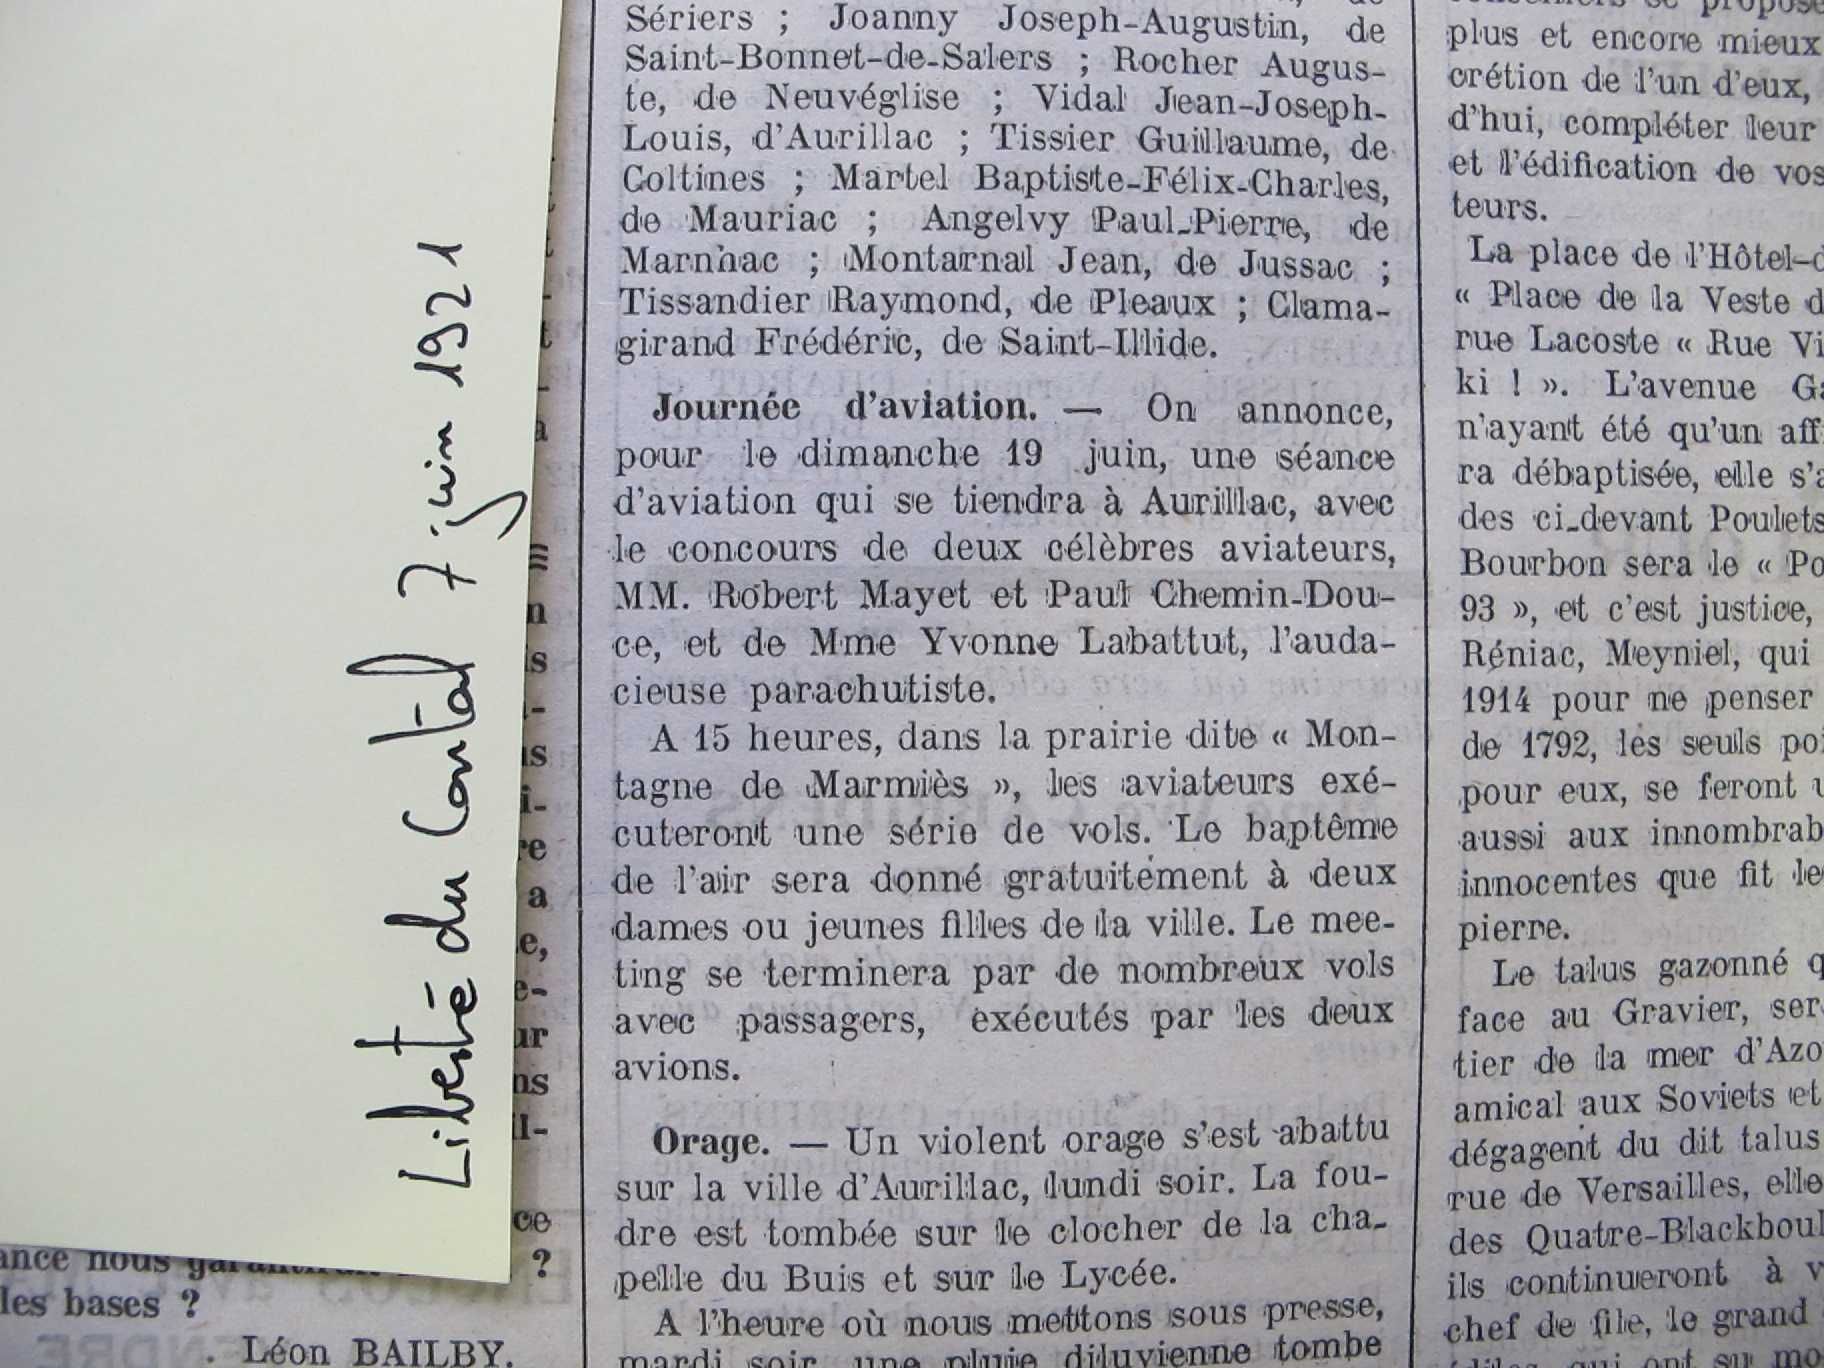 Liberté du Cantal 7 juin 1921
a
a
ance nous
ce
?
les bases ?
Léon BAILBY.
Sériers ; Joanny Joseph-Augustin, de
Saint-Bonnet-de-Salers ; Rocher Augus-
te, de Neuvéglise ; Vidal Jean-Joseph-
Louis, d'Aurillac ; Tissier Guillaume, de
Coltines ; Martel Baptiste-Félix-Charles,
de Mauriac ; Angelvy Paul-Pierre, de
Marnhac ; Montarnal Jean, de Jussac ;
Tissandier Raymond, de Pleaux ; Clama-
girand Frédéric, de Saint-Illide.
Journée d'aviation. — On annonce,
pour le dimanche 19 juin, une séance
d'aviation qui se tiendra à Aurillac, avec
le concours de deux célèbres aviateurs,
MM. Robert Mayet et Paul Chemin-Dou-
ce, et de Mme Yvonne Labattut, l'auda-
cieuse parachutiste.
A 15 heures, dans la prairie dite « Mon-
tagne de Marmiès », les aviateurs exé-
cuteront une série de vols. Le baptême
de l'air sera donné gratuitement à deux
dames ou jeunes filles de la ville. Le mee-
ting se terminera par de nombreux vols
avec passagers, exécutés par les deux
avions.
Orage. — Un violent orage s'est abattu
sur la ville d'Aurillac, lundi soir. La fou-
dre est tombée sur le clocher de la cha-
pelle du Buis et sur le Lycée.
A l'heure où nous mettons sous presse,
mardi soir, une pluie diluvienne tombe
plus et encore mieux
crétion de l'un d'eux,
d'hui, compléter leur
et l'édification de vos
teurs.
La place de l'Hôtel-d
« Place de la Veste d
rue Lacoste « Rue Vi
ki ! ». L'avenue Ga
n'ayant été qu'un aff
ra débaptisée, elle s'a
des ci-devant Poulets
Bourbon sera le « Po
93 », et c'est justice,
Réniac, Meyniel, qui
1914 pour ne penser
de 1792, les seuls poi
pour eux, se feront u
aussi aux innombrab
innocentes que fit le
pierre.
Le talus gazonné q
face au Gravier, ser
tier de la mer d'Azo
amical aux Soviets et
dégagent du dit talus
rue de Versailles, elle
des Quatre-Blackboul
ils continueront à v
chef de file, le grand